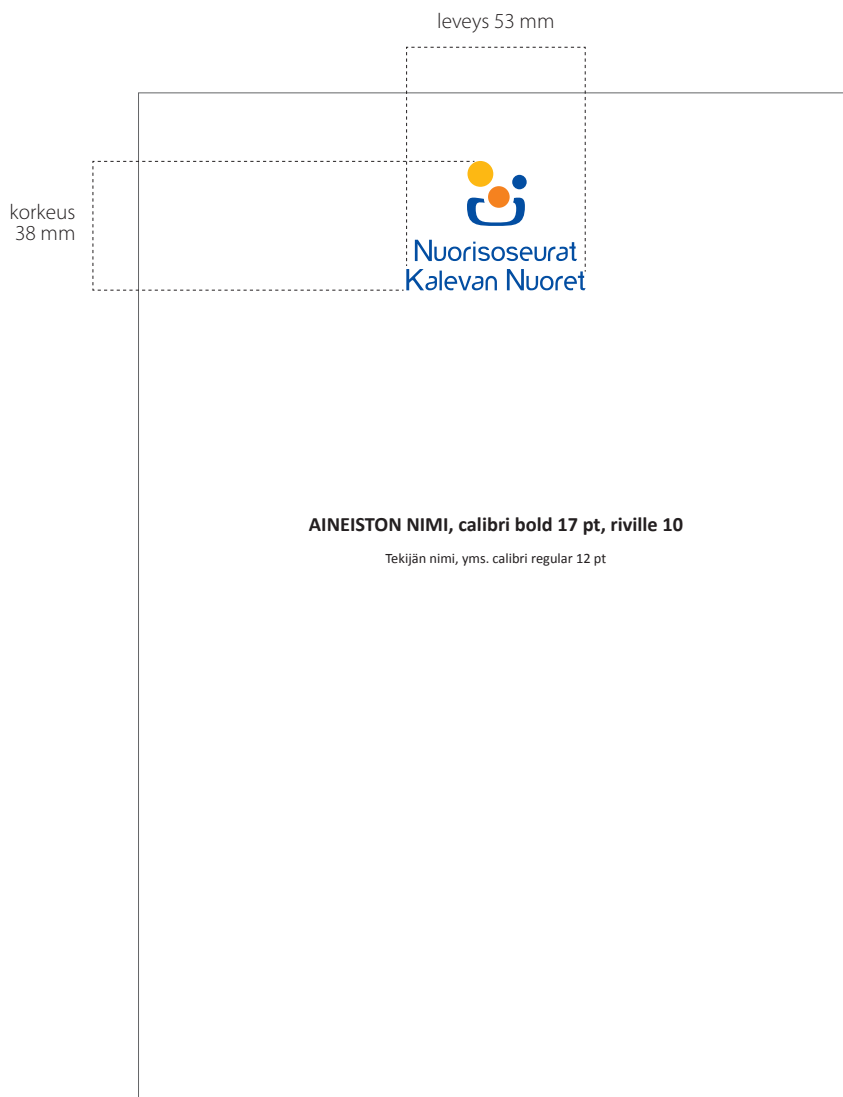 leveys 53 mm
korkeus
38 mm
Nuorisoseurat
Kalevan Nuoret
AINEISTON NIMI, calibri bold 17 pt, riville 10
Tekijän nimi, yms. calibri regular 12 pt